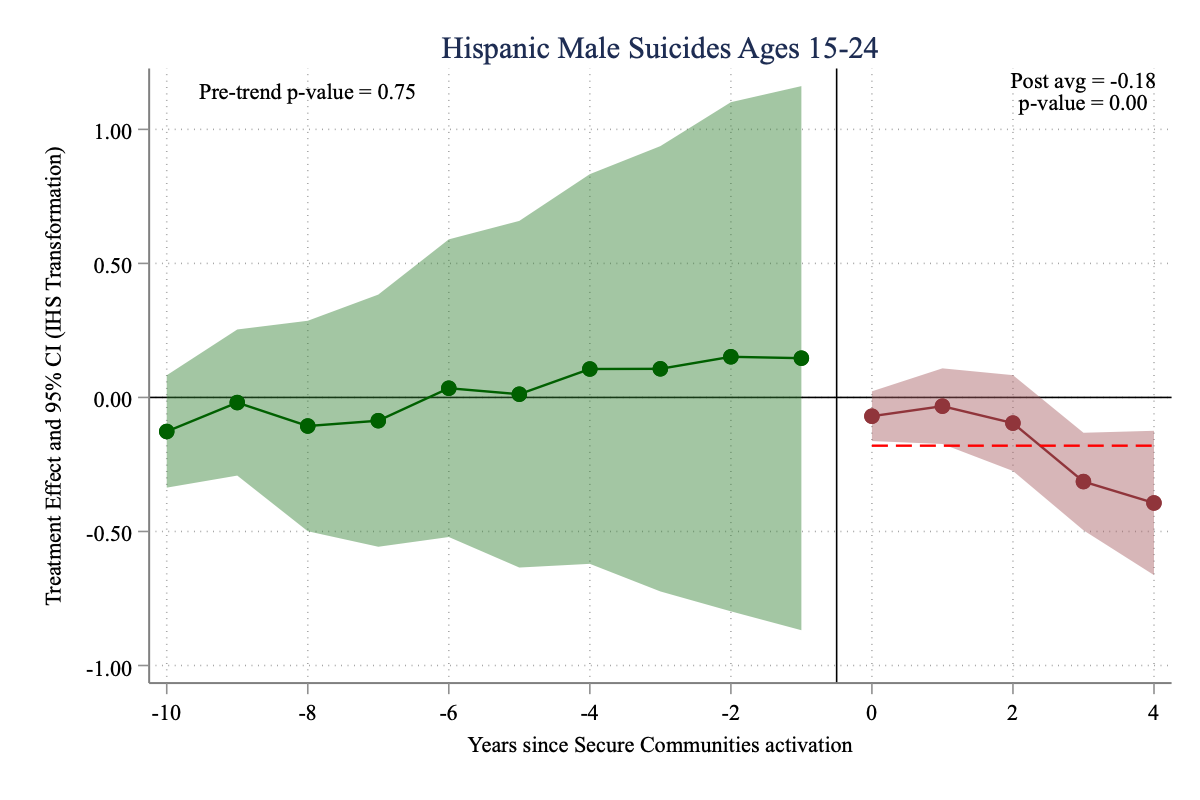 Hispanic Male Suicides Ages 15-24
Pre-trend p-value = 0.75
Post avg = -0.18
p-value = 0.00
Treatment Effect and 95% CI (IHS Transformation)
1.00
0.50
0.00
-0.50
-1.00
-10 -8 -6 -4 -2 0 2 4
Years since Secure Communities activation